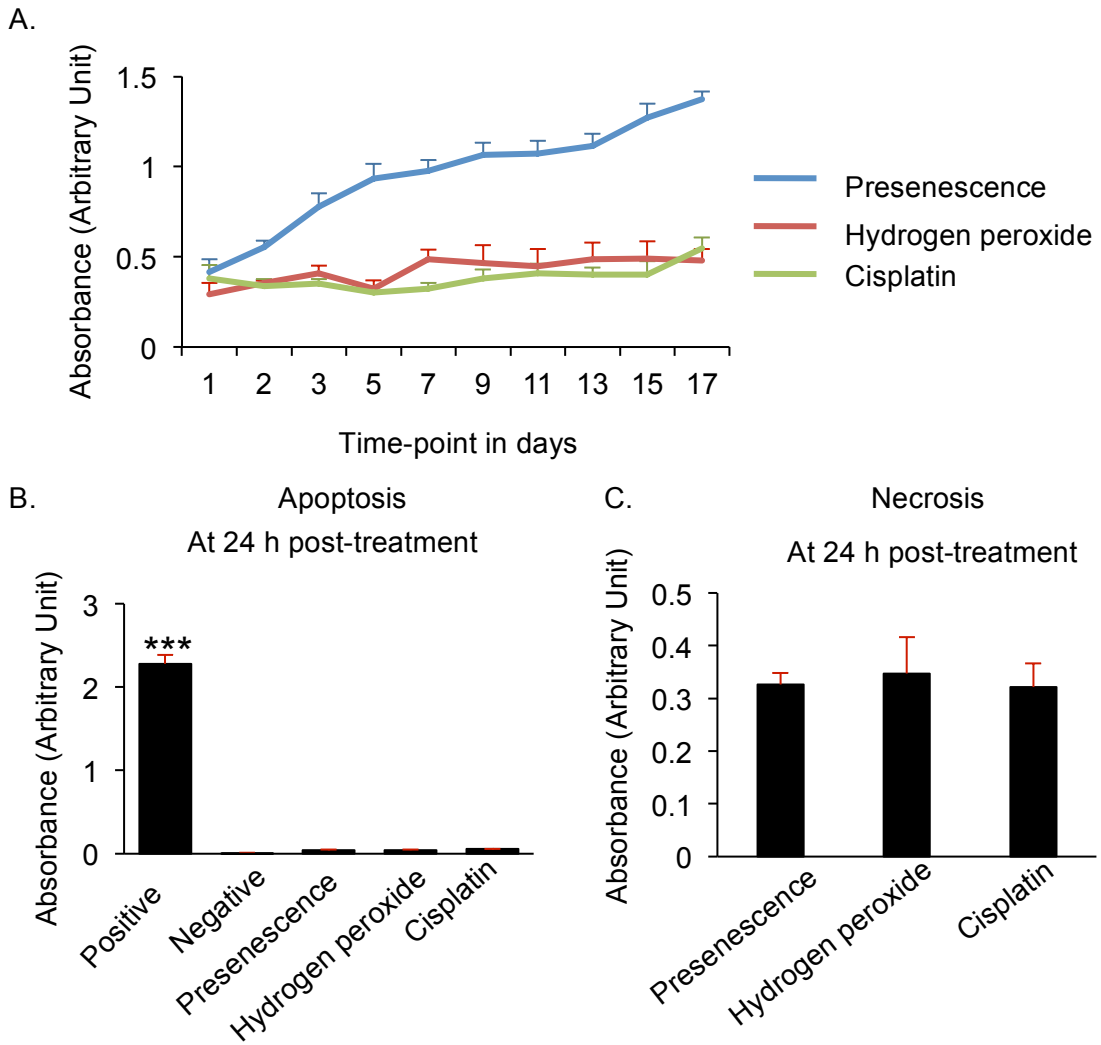 A.
Absorbance (Arbitrary Unit)
1.5
1
0.5
0
1 2 3 5 7 9 11 13 15 17
Time-point in days
Presenescence
Hydrogen peroxide
Cisplatin
B.
Apoptosis
At 24 h post-treatment
Absorbance (Arbitrary Unit)
3
2
1
0
***
Positive
Negative
Presenescence
Hydrogen peroxide
Cisplatin
C.
Necrosis
At 24 h post-treatment
Absorbance (Arbitrary Unit)
0.5
0.4
0.3
0.2
0.1
0
Presenescence
Hydrogen peroxide
Cisplatin